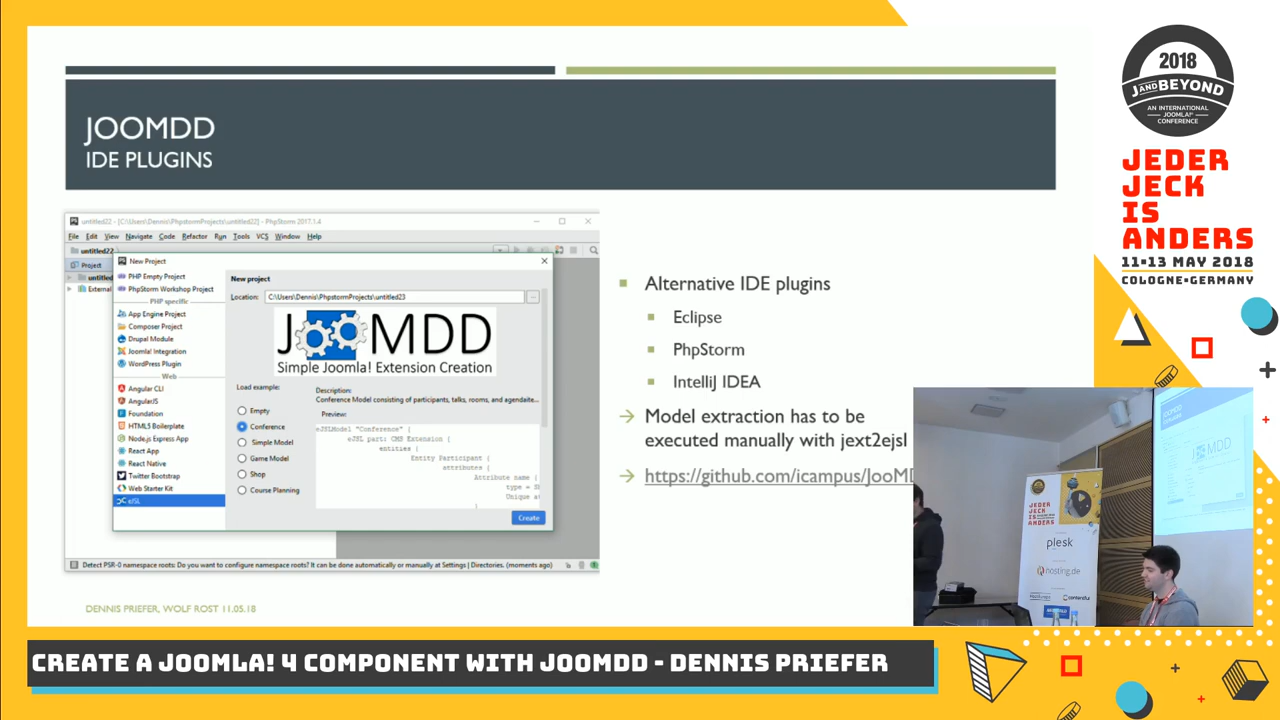 JOOMDD
IDE PLUGINS
untitled22 - [C:\Users\Dennis\PhpstormProjects\untitled22] - PhpStorm 2017.1.4
File Edit View Navigate Code Refactor Run Tools VCS Window Help
untitled22
Project
untitled
External
New Project
PHP Empty Project
PhpStorm Workshop Project
PHP specific
App Engine Project
Composer Project
Drupal Module
Joomla! Integration
WordPress Plugin
Web
Angular CLI
AngularJS
Foundation
HTML5 Boilerplate
Node.js Express App
React App
React Native
Twitter Bootstrap
Web Starter Kit
eJSL
New project
Location: C:\Users\Dennis\PhpstormProjects\untitled23
JOOMDD
Simple Joomla! Extension Creation
Load example:
Empty
Conference
Simple Model
Game Model
Shop
Course Planning
Description:
Conference Model consisting of participants, talks, rooms, and agendaite...
Preview:
eJSLModel "Conference" {
eJSL part: CMS Extension {
entities {
Entity Participant {
attributes {
Attribute name {
type =
Unique
}
Create
Detect PSR-0 namespace roots: Do you want to configure namespace roots? It can be done automatically or manually at Settings | Directories. (moments ago)
Alternative IDE plugins
Eclipse
PhpStorm
IntelliJ IDEA
Model extraction has to be
executed manually with jext2ejsl
https://github.com/icampus/JooMD
DENNIS PRIEFER, WOLF ROST 11.05.18
2018
J AND BEYOND
AN INTERNATIONAL
JOOMLA!
CONFERENCE
JEDER
JECK
IS
ANDERS
11-13 MAY 2018
COLOGNE•GERMANY
JOOMDD
MDD
JEDER
JECK IS
ANDERS
plesk
hosting.de
CREATE A JOOMLA! 4 COMPONENT WITH JOOMDD - DENNIS PRIEFER